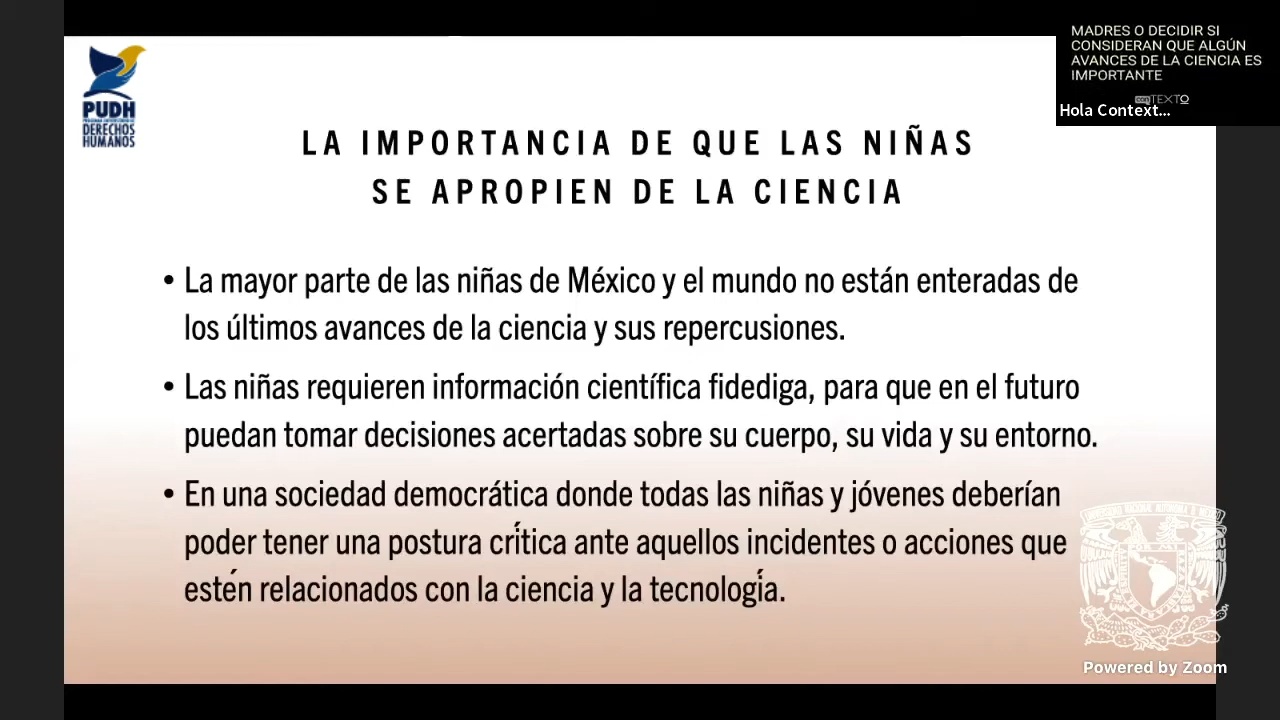 MADRES O DECIDIR SI
CONSIDERAN QUE ALGÚN
AVANCES DE LA CIENCIA ES
IMPORTANTE
TEXTO
Hola Context...
PUDH
DERECHOS
HUMANOS
LA IMPORTANCIA DE QUE LAS NIÑAS
SE APROPIEN DE LA CIENCIA
• La mayor parte de las niñas de México y el mundo no están enteradas de
los últimos avances de la ciencia y sus repercusiones.
• Las niñas requieren información científica fidediga, para que en el futuro
puedan tomar decisiones acertadas sobre su cuerpo, su vida y su entorno.
• En una sociedad democrática donde todas las niñas y jóvenes deberían
poder tener una postura crítica ante aquellos incidentes o acciones que
estén relacionados con la ciencia y la tecnología.
Powered by Zoom